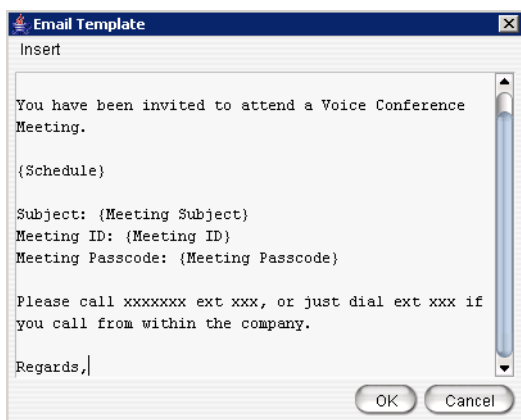 Email Template
Insert
You have been invited to attend a Voice Conference
Meeting.
{Schedule}
Subject: {Meeting Subject}
Meeting ID: {Meeting ID}
Meeting Passcode: {Meeting Passcode}
Please call xxxxxxx ext xxx, or just dial ext xxx if
you call from within the company.
Regards,
OK Cancel